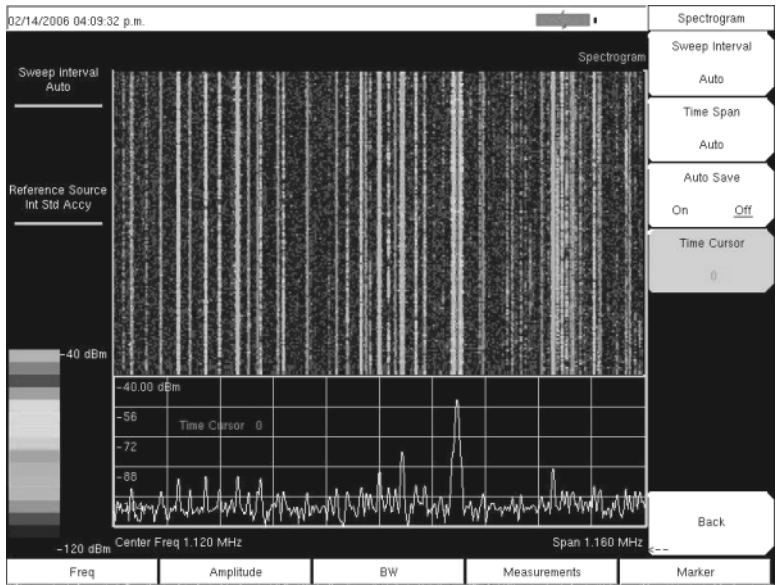 02/14/2006 04:09:32 p.m.
Spectrogram
Spectrogram
Sweep Interval
Auto
Reference Source
Int Std Accy
-40 dBm
-120 dBm
-40.00 dBm
-56
-72
-88
Time Cursor 0
Center Freq 1.120 MHz
Span 1.160 MHz
Sweep Interval
Auto
Time Span
Auto
Auto Save
On Off
Time Cursor
0
Back
<--
Freq
Amplitude
BW
Measurements
Marker